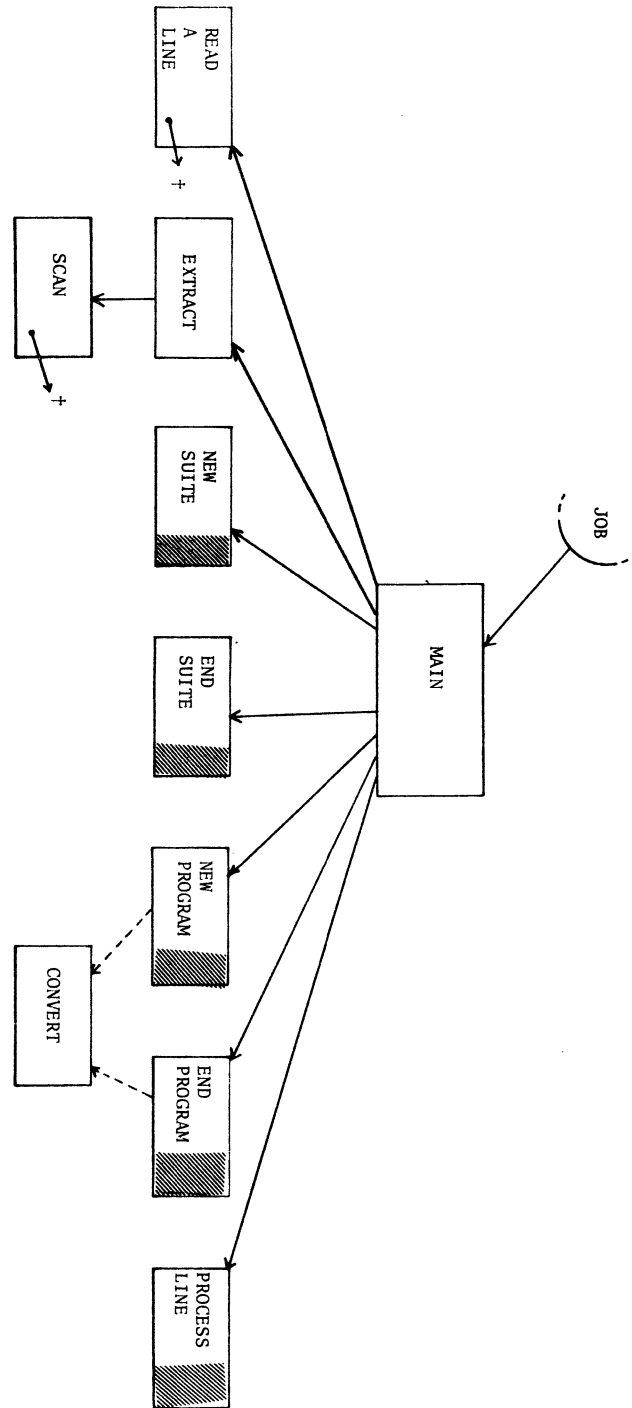 JOB
MAIN
READ
A
LINE
†
EXTRACT
NEW
SUITE
END
SUITE
NEW
PROGRAM
END
PROGRAM
PROCESS
LINE
SCAN
†
CONVERT